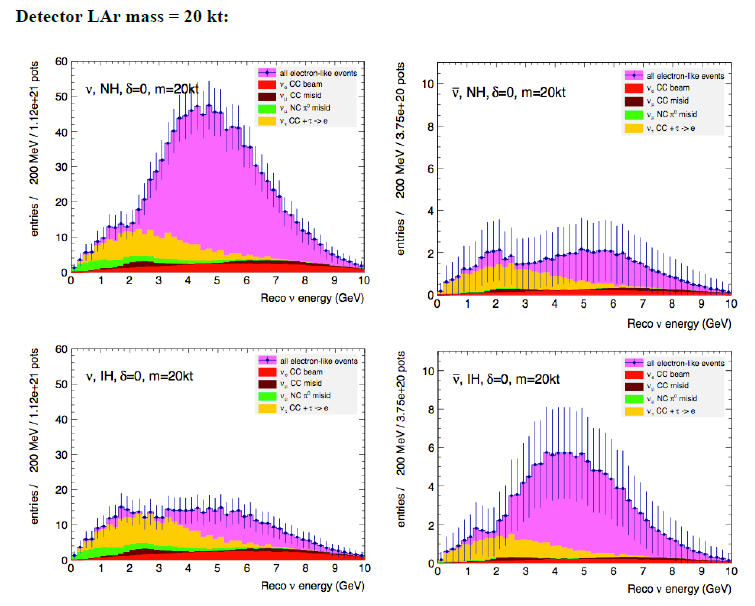 Detector LAr mass = 20 kt:
60
50
40
30
20
10
0
entries / 200 MeV / 1.12e+21 pots
ν, NH, δ=0, m=20kt
all electron-like events
νe CC beam
νμ CC misid
νμ NC π⁰ misid
ντ CC + τ -> e
0 1 2 3 4 5 6 7 8 9 10
Reco ν energy (GeV)
10
8
6
4
2
0
entries / 200 MeV / 3.75e+20 pots
ν̅, NH, δ=0, m=20kt
all electron-like events
νe CC beam
νμ CC misid
νμ NC π⁰ misid
ντ CC + τ -> e
0 1 2 3 4 5 6 7 8 9 10
Reco ν energy (GeV)
60
50
40
30
20
10
0
entries / 200 MeV / 1.12e+21 pots
ν, IH, δ=0, m=20kt
all electron-like events
νe CC beam
νμ CC misid
νμ NC π⁰ misid
ντ CC + τ -> e
0 1 2 3 4 5 6 7 8 9 10
Reco ν energy (GeV)
10
8
6
4
2
0
entries / 200 MeV / 3.75e+20 pots
ν̅, IH, δ=0, m=20kt
all electron-like events
νe CC beam
νμ CC misid
νμ NC π⁰ misid
ντ CC + τ -> e
0 1 2 3 4 5 6 7 8 9 10
Reco ν energy (GeV)